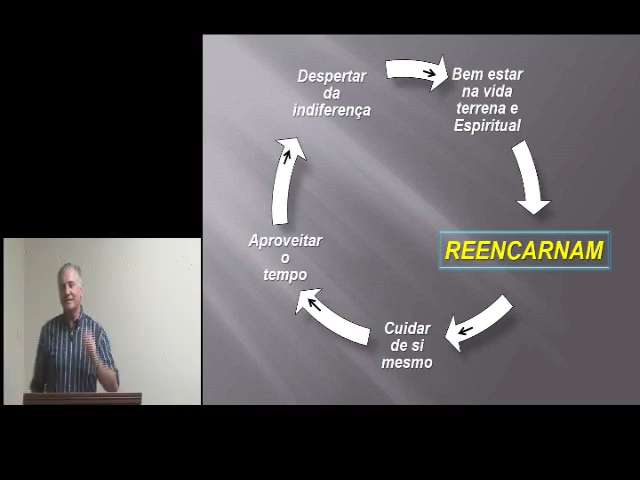 Despertar
da
indiferença
Bem estar
na vida
terrena e
Espiritual
REENCARNAM
Cuidar
de si
mesmo
Aproveitar
o
tempo